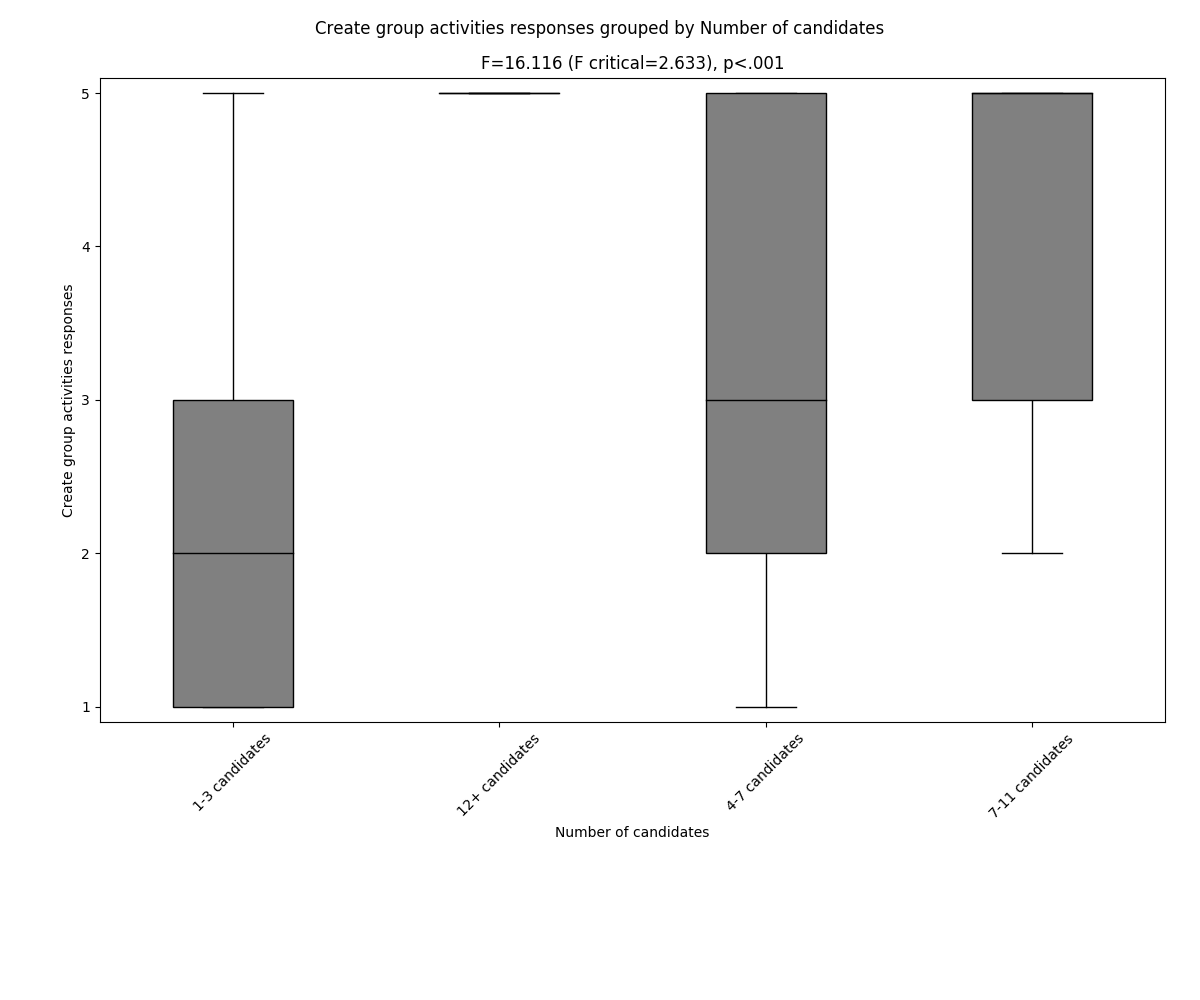 Create group activities responses grouped by Number of candidates
F=16.116 (F critical=2.633), p<.001
5
4
3
2
1
Create group activities responses
1-3 candidates
12+ candidates
4-7 candidates
7-11 candidates
Number of candidates